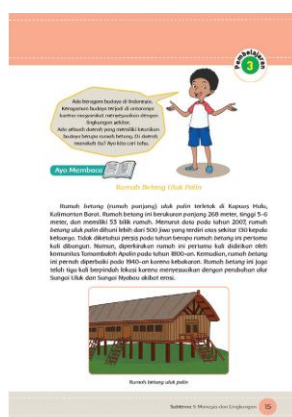 Pembelajaran
3
Ada beragam budaya di Indonesia.
Keragaman budaya terjadi di antaranya
karena masyarakat menyesuaikan dengan
lingkungan sekitar.
Ada sebuah daerah yang memiliki keunikan
budaya berupa rumah betang. Di daerah
manakah itu? Ayo kita cari tahu.
Ayo Membaca
Rumah Betang Uluk Palin
Rumah betang (rumah panjang) uluk palin terletak di Kapuas Hulu,
Kalimantan Barat. Rumah betang ini berukuran panjang 268 meter, tinggi 5-6
meter, dan memiliki 53 bilik rumah. Menurut data pada tahun 2007, rumah
betang uluk palin dihuni lebih dari 500 jiwa yang terdiri atas sekitar 130 kepala
keluarga. Tidak diketahui persis pada tahun berapa rumah betang ini pertama
kali dibangun. Namun, diperkirakan rumah ini pertama kali didirikan oleh
komunitas Tamambaloh Apalin pada tahun 1800-an. Kemudian, rumah betang
ini pernah diperbaiki pada 1940-an karena kebakaran. Rumah betang ini juga
telah tiga kali berpindah lokasi karena menyesuaikan dengan perubahan alur
Sungai Uluk dan Sungai Nyabau akibat erosi.
Rumah betang uluk palin
Subtema 1: Manusia dan Lingkungan
15